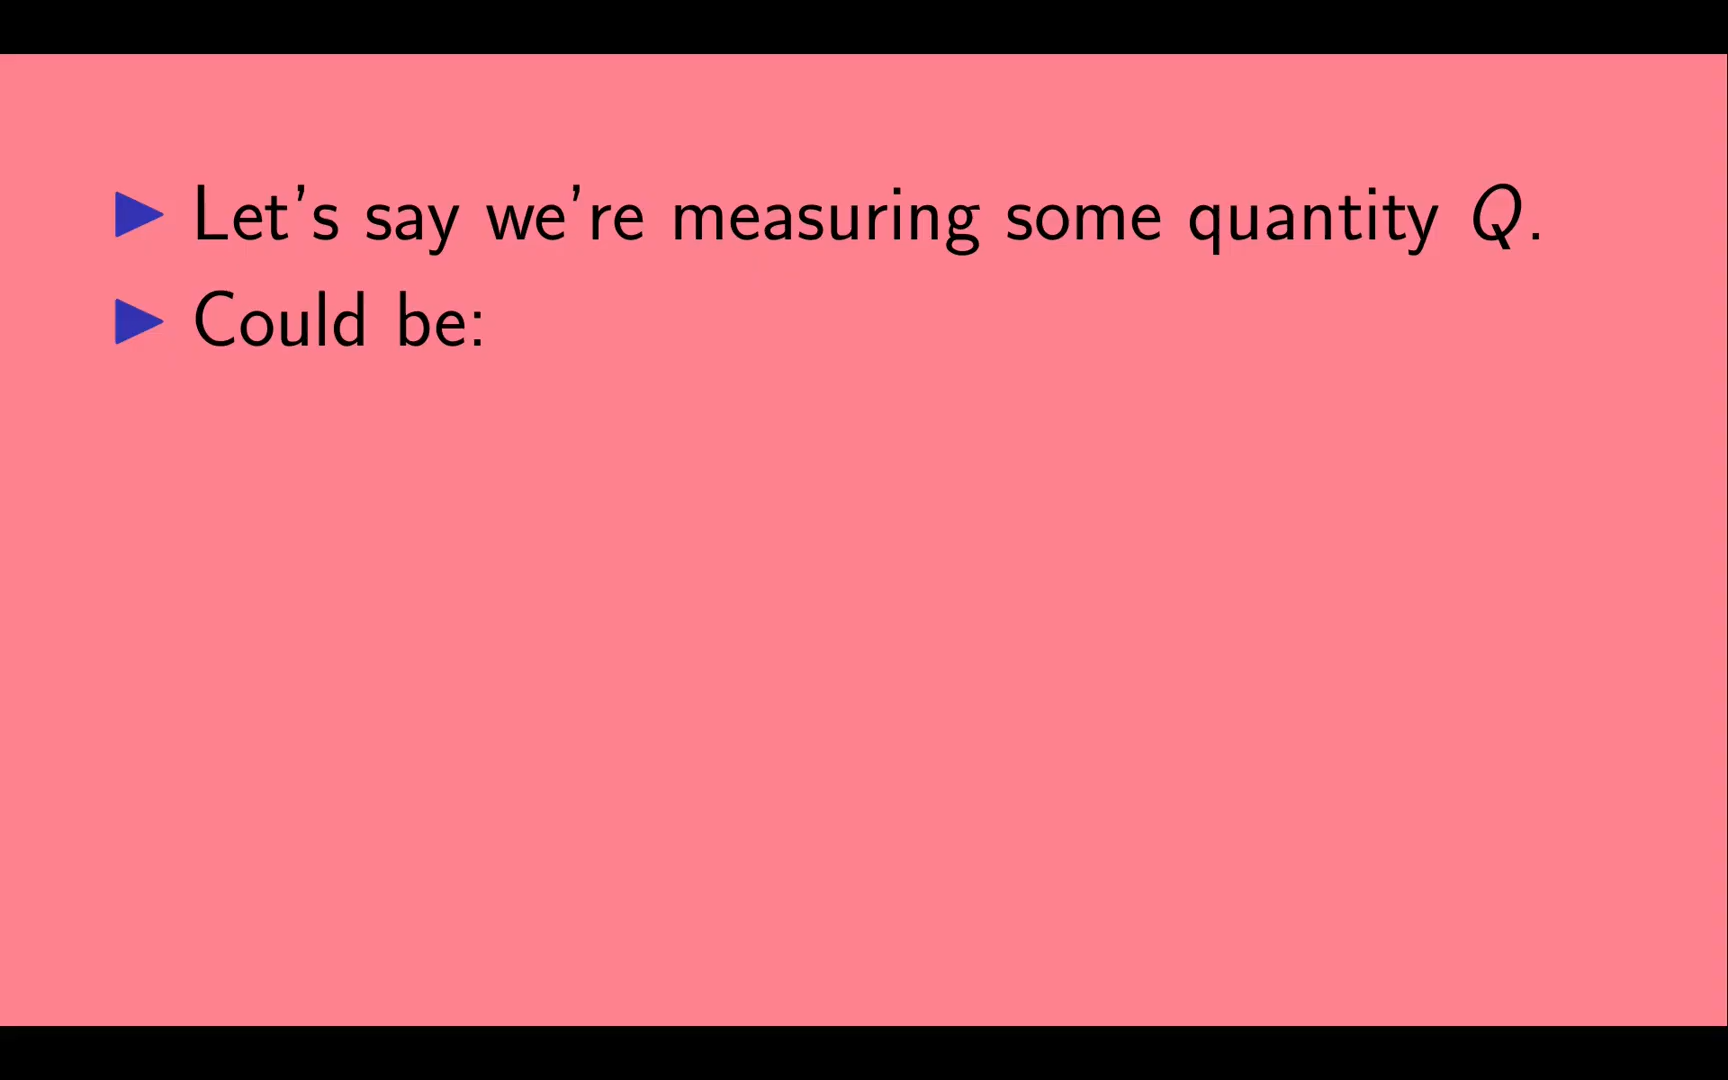 ▶ Let's say we're measuring some quantity Q.
▶ Could be: